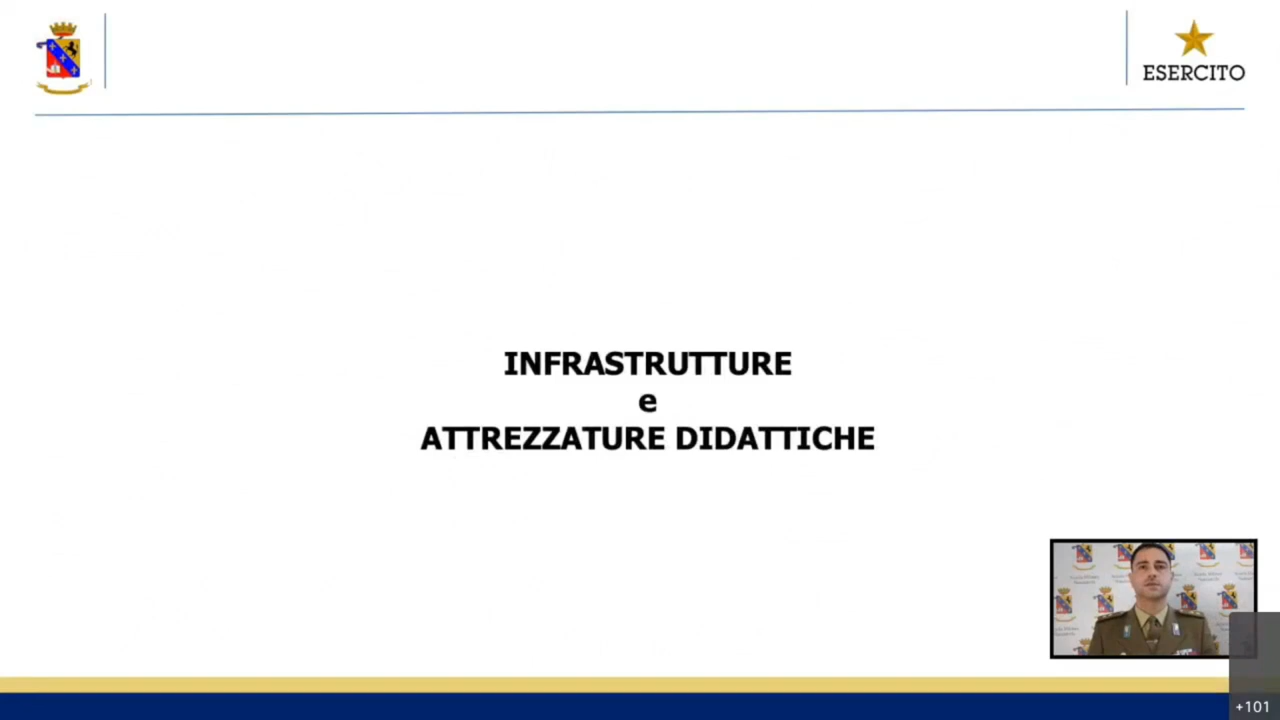 ESERCITO
INFRASTRUTTURE
e
ATTREZZATURE DIDATTICHE
+101